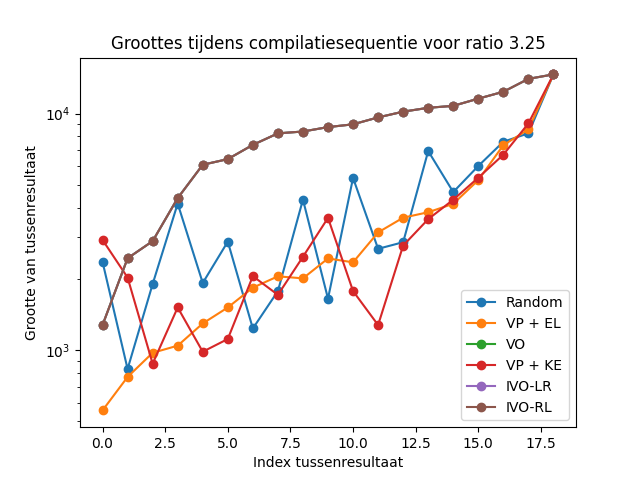 Groottes tijdens compilatiesequentie voor ratio 3.25
Grootte van tussenresultaat
10^4
10^3
0.0 2.5 5.0 7.5 10.0 12.5 15.0 17.5
Index tussenresultaat
Random
VP + EL
VO
VP + KE
IVO-LR
IVO-RL